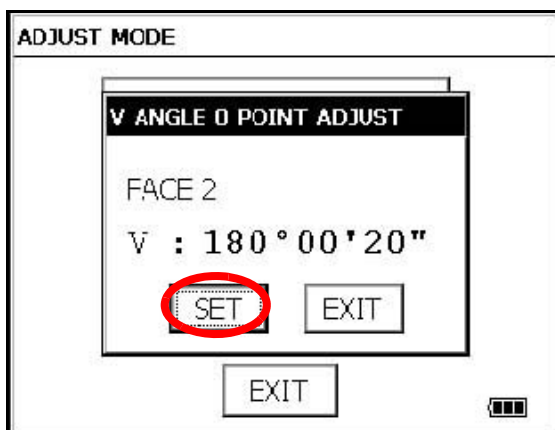 ADJUST MODE
V ANGLE 0 POINT ADJUST
FACE 2
V : 180°00'20"
SET EXIT
EXIT